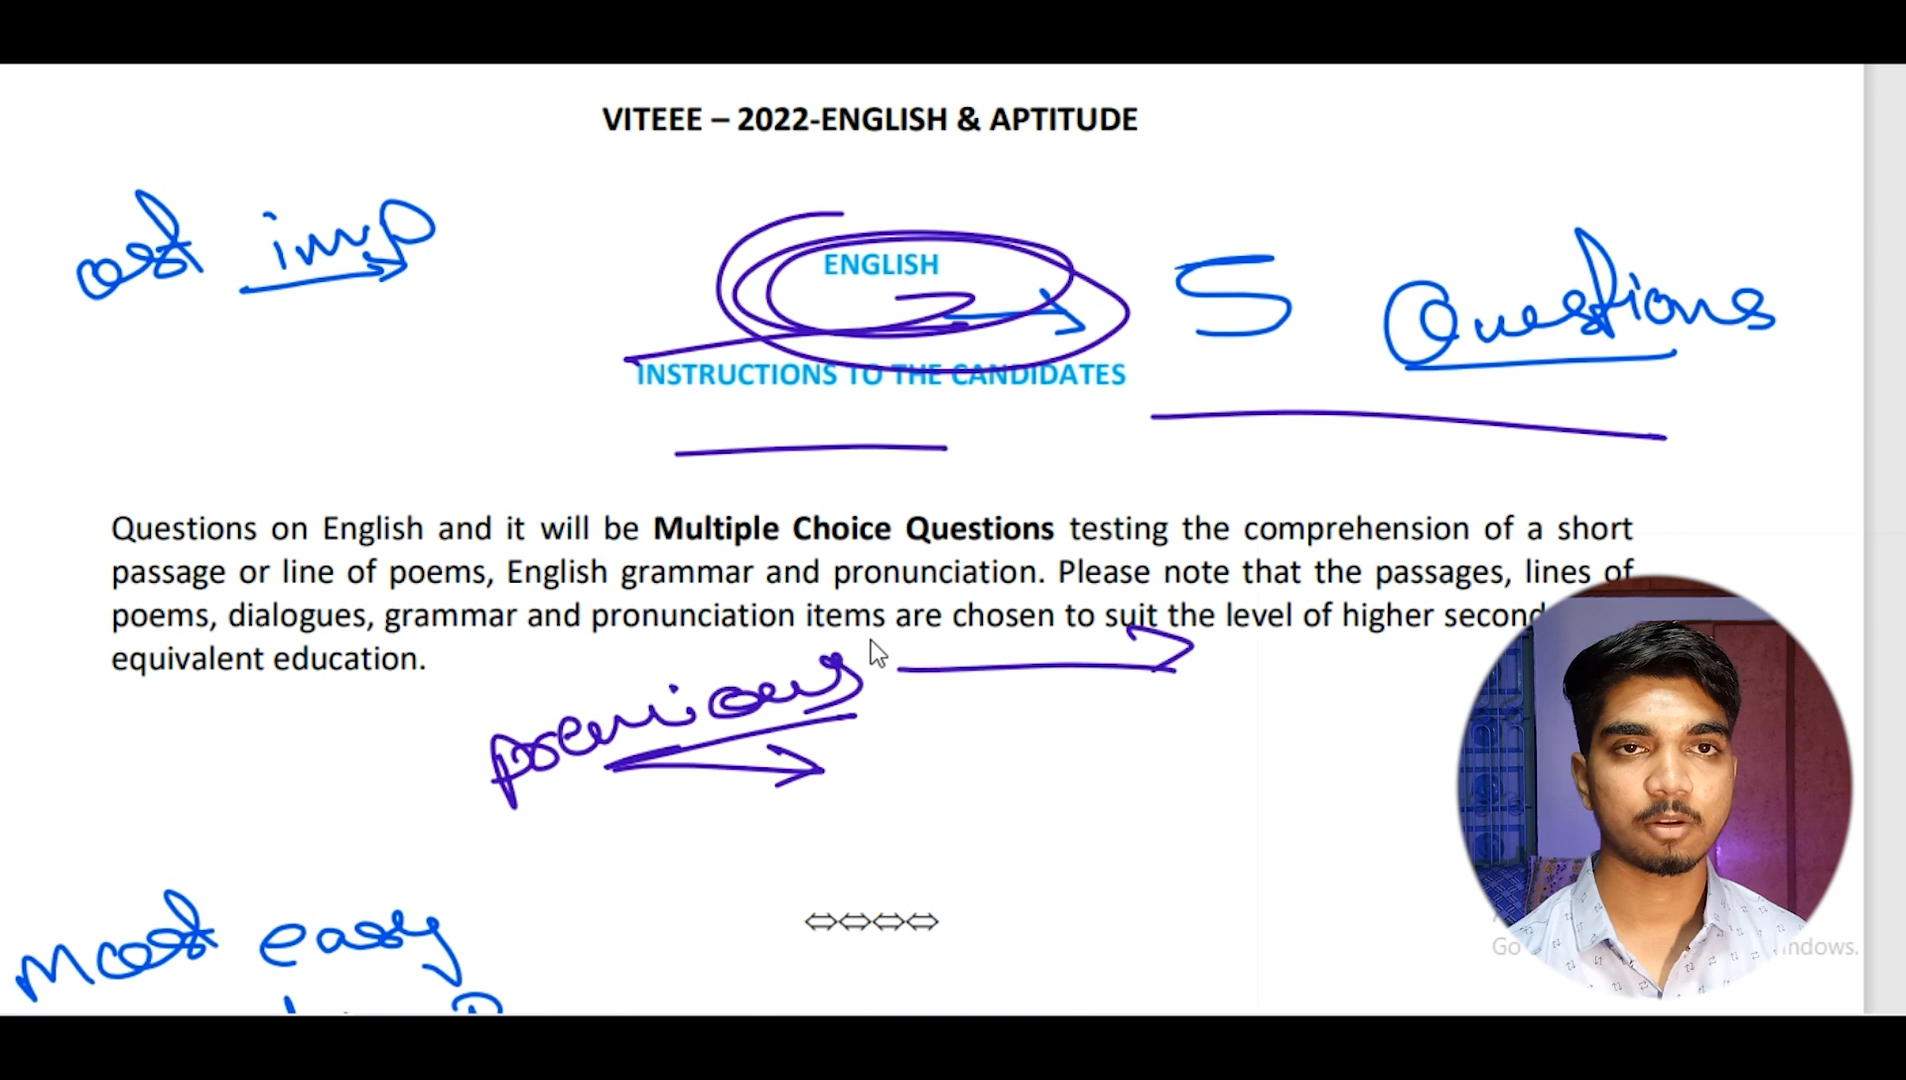 VITEEE – 2022-ENGLISH & APTITUDE
imp
ENGLISH
5 Questions
INSTRUCTIONS TO THE CANDIDATES
Questions on English and it will be Multiple Choice Questions testing the comprehension of a short
passage or line of poems, English grammar and pronunciation. Please note that the passages, lines of
poems, dialogues, grammar and pronunciation items are chosen to suit the level of higher second
equivalent education.
previous
most easy
Go ndows.